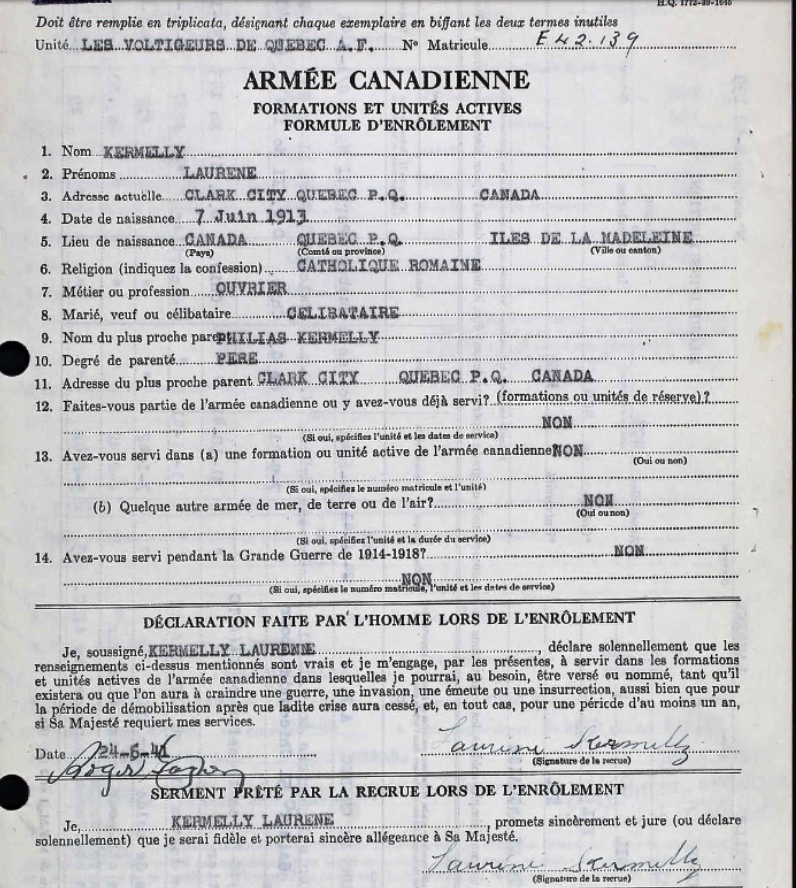 H.Q. 1772-39-1645
Doit être remplie en triplicata, désignant chaque exemplaire en biffant les deux termes inutiles
Unité LES VOLTIGEURS DE QUEBEC A.F. No Matricule E 42.139
ARMÉE CANADIENNE
FORMATIONS ET UNITÉS ACTIVES
FORMULE D'ENRÔLEMENT
1. Nom KERMELLY
2. Prénoms LAURENE
3. Adresse actuelle CLARK CITY QUEBEC P.Q. CANADA
4. Date de naissance 7 Juin 1913
5. Lieu de naissance CANADA QUEBEC P.Q. ILES DE LA MADELEINE
(Pays) (Comté ou province) (Ville ou canton)
6. Religion (indiquez la confession) CATHOLIQUE ROMAINE
7. Métier ou profession OUVRIER
8. Marié, veuf ou célibataire CELIBATAIRE
9. Nom du plus proche parent PHILIAS KERMELLY
10. Degré de parenté PERE
11. Adresse du plus proche parent CLARK CITY QUEBEC P.Q. CANADA
12. Faites-vous partie de l'armée canadienne ou y avez-vous déjà servi? (formations ou unités de réserve)?
NON
(Si oui, spécifiez l'unité et les dates de service)
13. Avez-vous servi dans (a) une formation ou unité active de l'armée canadienne NON
(Oui ou non)
(Si oui, spécifiez le numéro matricule et l'unité)
(b) Quelque autre armée de mer, de terre ou de l'air? NON
(Oui ou non)
(Si oui, spécifiez l'unité et la durée du service)
14. Avez-vous servi pendant la Grande Guerre de 1914-1918? NON
NON
(Si oui, spécifiez le numéro matricule, l'unité et les dates de service)
DÉCLARATION FAITE PAR L'HOMME LORS DE L'ENRÔLEMENT
Je, soussigné, KERMELLY LAURENE, déclare solennellement que les
renseignements ci-dessus mentionnés sont vrais et je m'engage, par les présentes, à servir dans les formations
et unités actives de l'armée canadienne dans lesquelles je pourrai, au besoin, être versé ou nommé, tant qu'il
existera ou que l'on aura à craindre une guerre, une invasion, une émeute ou une insurrection, aussi bien que pour
la période de démobilisation après que ladite crise aura cessé, et, en tout cas, pour une période d'au moins un an,
si Sa Majesté requiert mes services.
Date 24-6-41 Laurene Kermelly
(Signature de la recrue)
Roger
SERMENT PRÊTÉ PAR LA RECRUE LORS DE L'ENRÔLEMENT
Je, KERMELLY LAURENE, promets sincèrement et jure (ou déclare
solennellement) que je serai fidèle et porterai sincère allégeance à Sa Majesté.
Laurene Kermelly
(Signature de la recrue)